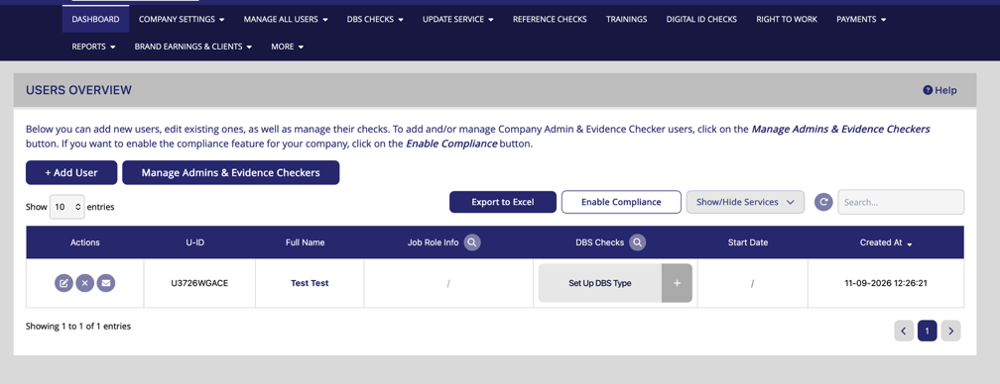 DASHBOARD COMPANY SETTINGS MANAGE ALL USERS DBS CHECKS UPDATE SERVICE REFERENCE CHECKS TRAININGS DIGITAL ID CHECKS RIGHT TO WORK PAYMENTS
REPORTS BRAND EARNINGS & CLIENTS MORE
USERS OVERVIEW ? Help
Below you can add new users, edit existing ones, as well as manage their checks. To add and/or manage Company Admin & Evidence Checker users, click on the Manage Admins & Evidence Checkers
button. If you want to enable the compliance feature for your company, click on the Enable Compliance button.
+ Add User Manage Admins & Evidence Checkers
Show 10 entries Export to Excel Enable Compliance Show/Hide Services Search...
Actions U-ID Full Name Job Role Info DBS Checks Start Date Created At
U3726WGACE Test Test / Set Up DBS Type + / 11-09-2026 12:26:21
Showing 1 to 1 of 1 entries 1